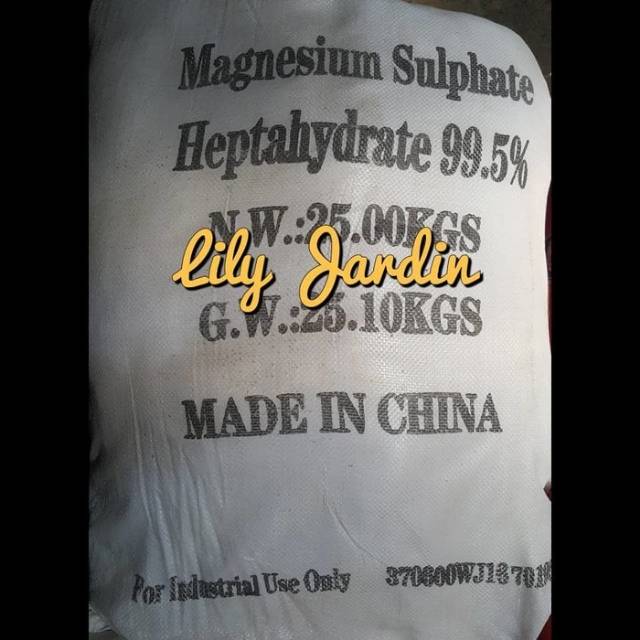 Magnesium Sulphate
Heptahydrate 99.5%
N.W.:25.00KGS
Lily Jardin
G.W.:25.10KGS
MADE IN CHINA
For Industrial Use Only